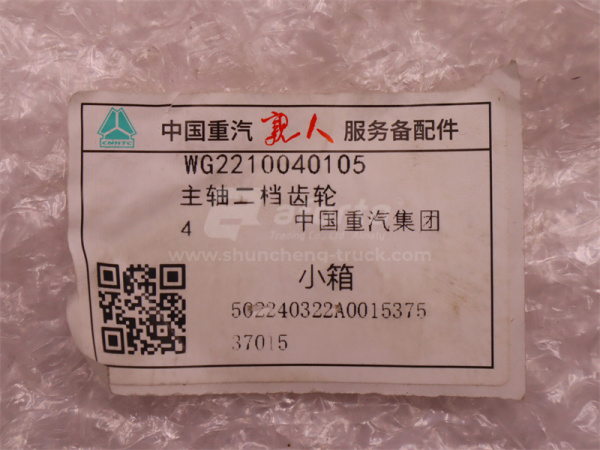 CNHTC
中国重汽 亲人 服务备配件
WG2210040105
主轴二档齿轮
4 中国重汽集团
www.shuncheng-truck.com
小箱
502240322A0015375
37015